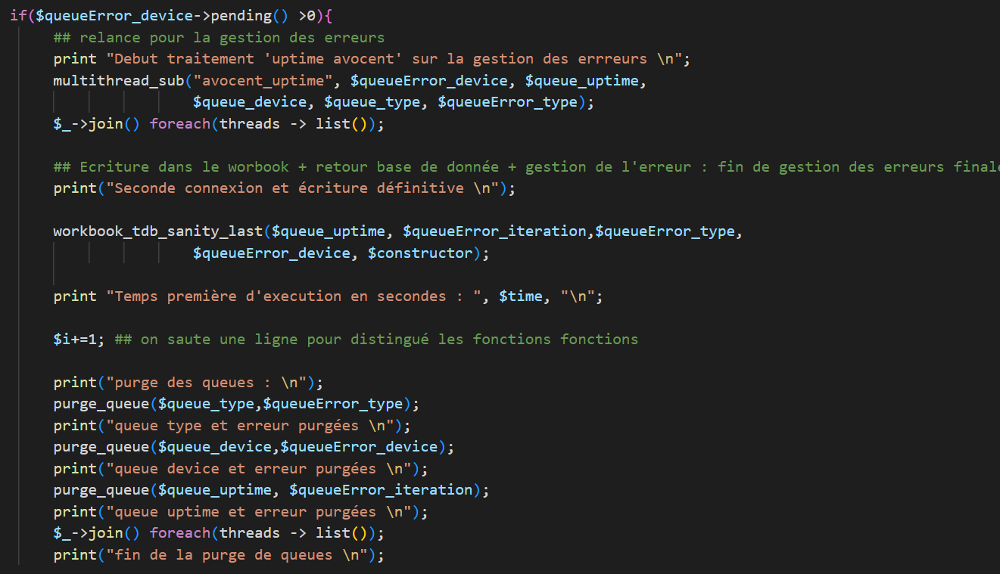 if($queueError_device->pending() >0){
## relance pour la gestion des erreurs
print "Debut traitement 'uptime avocent' sur la gestion des errreurs \n";
multithread_sub("avocent_uptime", $queueError_device, $queue_uptime,
$queue_device, $queue_type, $queueError_type);
$_->join() foreach(threads -> list());
## Ecriture dans le worbook + retour base de donnée + gestion de l'erreur : fin de gestion des erreurs finale
print("Seconde connexion et écriture définitive \n");
workbook_tdb_sanity_last($queue_uptime, $queueError_iteration,$queueError_type,
$queueError_device, $constructor);
print "Temps première d'execution en secondes : ", $time, "\n";
$i+=1; ## on saute une ligne pour distingué les fonctions fonctions
print("purge des queues : \n");
purge_queue($queue_type,$queueError_type);
print("queue type et erreur purgées \n");
purge_queue($queue_device,$queueError_device);
print("queue device et erreur purgées \n");
purge_queue($queue_uptime, $queueError_iteration);
print("queue uptime et erreur purgées \n");
$_->join() foreach(threads -> list());
print("fin de la purge de queues \n");